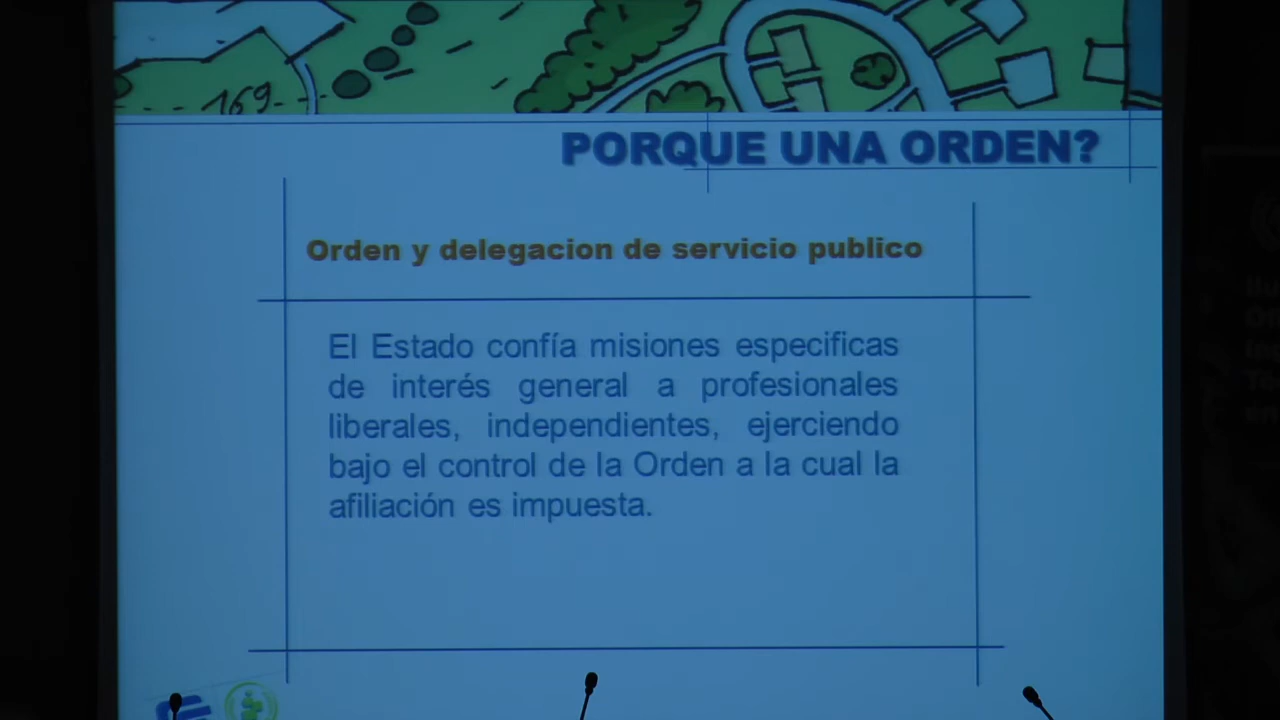 169
PORQUE UNA ORDEN?
Orden y delegacion de servicio publico
El Estado confía misiones especificas
de interés general a profesionales
liberales, independientes, ejerciendo
bajo el control de la Orden a la cual la
afiliación es impuesta.